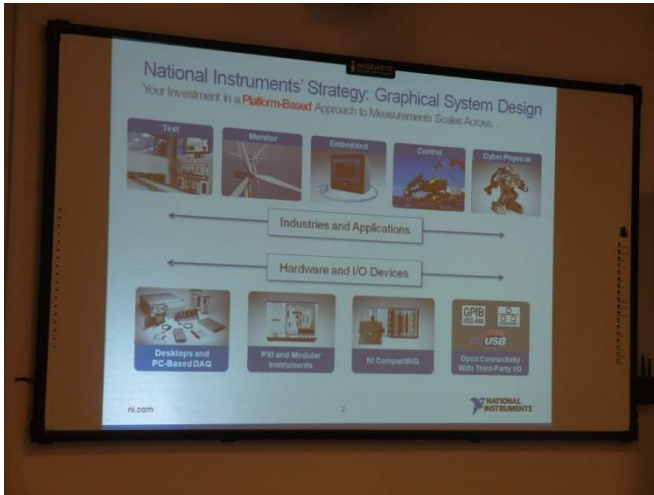 National Instruments' Strategy: Graphical System Design
Your Investment in a Platform-Based Approach to Measurements Scales Across…
Test
Monitor
Embedded
Control
Cyber Physical
Industries and Applications
Hardware and I/O Devices
GPIB
USB
Desktops and
PC-Based DAQ
PXI and Modular
Instruments
NI CompactRIO
Open Connectivity
With Third-Party I/O
ni.com
2
NATIONAL
INSTRUMENTS